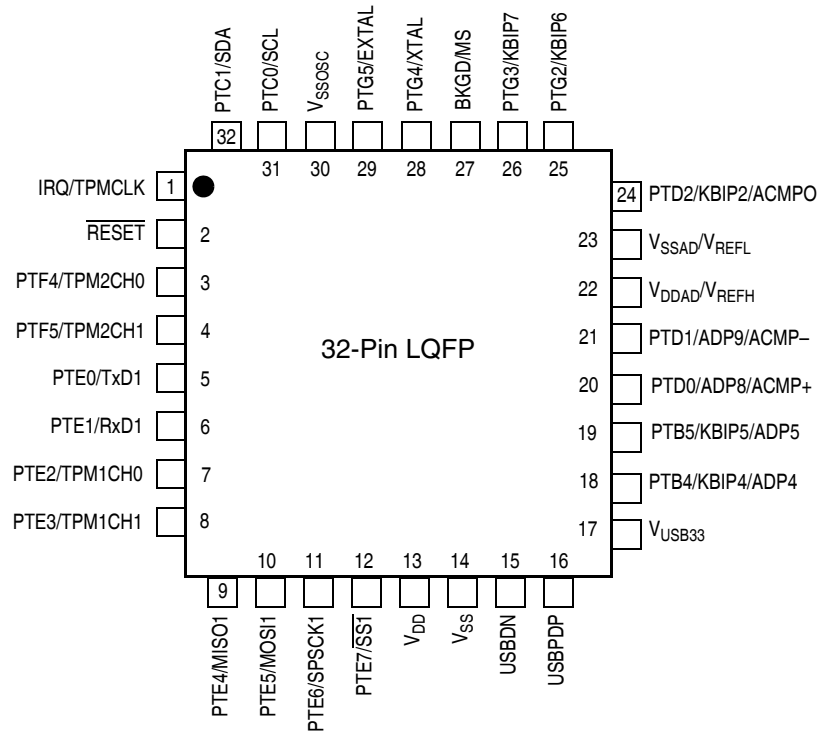 PTC1/SDA
PTC0/SCL
VSSOSC
PTG5/EXTAL
PTG4/XTAL
BKGD/MS
PTG3/KBIP7
PTG2/KBIP6
32
31
30
29
28
27
26
25
IRQ/TPMCLK
1
RESET
2
PTF4/TPM2CH0
3
PTF5/TPM2CH1
4
PTE0/TxD1
5
PTE1/RxD1
6
PTE2/TPM1CH0
7
PTE3/TPM1CH1
8
32-Pin LQFP
24
PTD2/KBIP2/ACMPO
23
VSSAD/VREFL
22
VDDAD/VREFH
21
PTD1/ADP9/ACMP–
20
PTD0/ADP8/ACMP+
19
PTB5/KBIP5/ADP5
18
PTB4/KBIP4/ADP4
17
VUSB33
9
10
11
12
13
14
15
16
PTE4/MISO1
PTE5/MOSI1
PTE6/SPSCK1
PTE7/SS1
VDD
VSS
USBDN
USBPDP